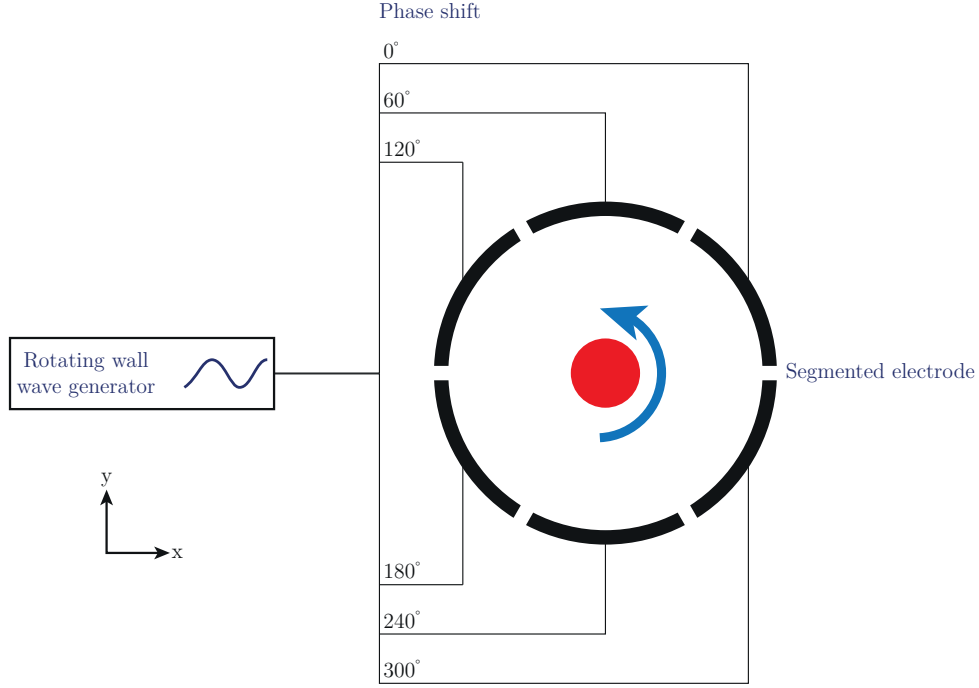 Phase shift
0°
60°
120°
Rotating wall
wave generator
Segmented electrode
y
x
180°
240°
300°